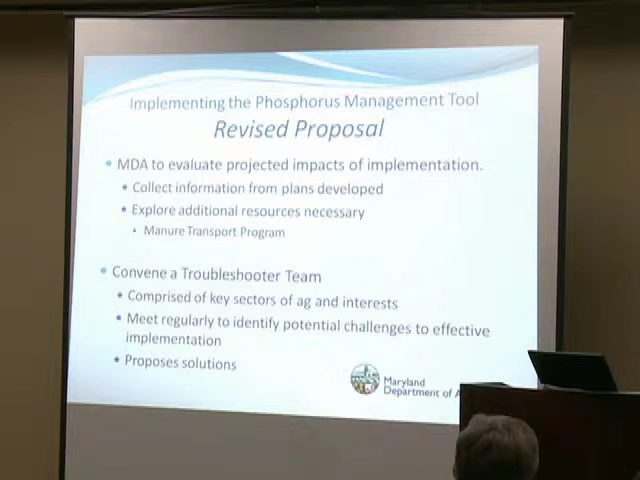 Implementing the Phosphorus Management Tool
Revised Proposal
• MDA to evaluate projected impacts of implementation.
• Collect information from plans developed
• Explore additional resources necessary
• Manure Transport Program
• Convene a Troubleshooter Team
• Comprised of key sectors of ag and interests
• Meet regularly to identify potential challenges to effective
implementation
• Proposes solutions
Maryland
Department of A